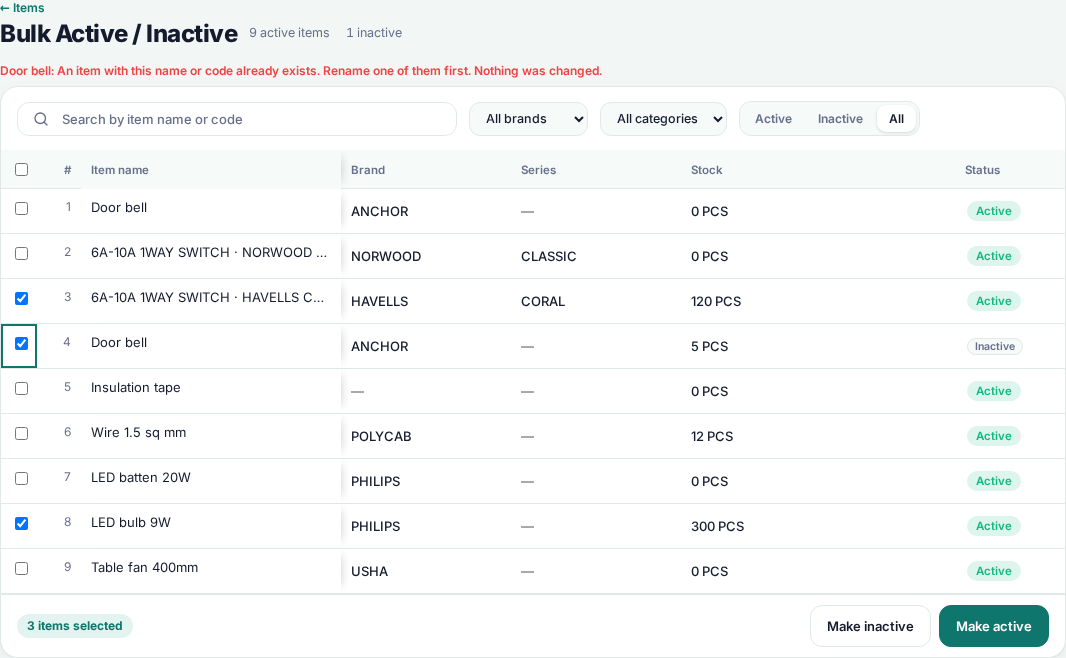 ← Items
Bulk Active / Inactive 9 active items 1 inactive
Door bell: An item with this name or code already exists. Rename one of them first. Nothing was changed.
Search by item name or code All brands All categories Active Inactive All
# Item name Brand Series Stock Status
1 Door bell ANCHOR — 0 PCS Active
2 6A-10A 1WAY SWITCH · NORWOOD ... NORWOOD CLASSIC 0 PCS Active
3 6A-10A 1WAY SWITCH · HAVELLS C... HAVELLS CORAL 120 PCS Active
4 Door bell ANCHOR — 5 PCS Inactive
5 Insulation tape — — 0 PCS Active
6 Wire 1.5 sq mm POLYCAB — 12 PCS Active
7 LED batten 20W PHILIPS — 0 PCS Active
8 LED bulb 9W PHILIPS — 300 PCS Active
9 Table fan 400mm USHA — 0 PCS Active
3 items selected Make inactive Make active